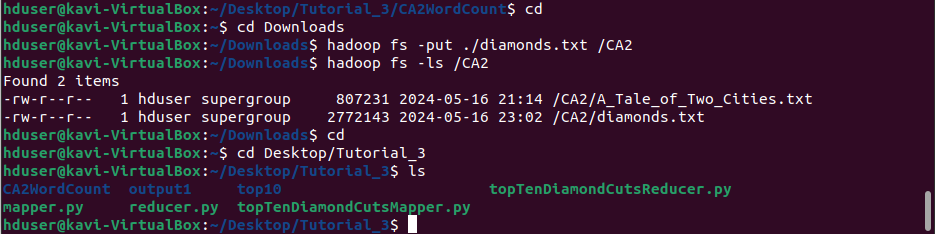 hduser@kavi-VirtualBox:~/Desktop/Tutorial_3/CA2WordCount$ cd
hduser@kavi-VirtualBox:~$ cd Downloads
hduser@kavi-VirtualBox:~/Downloads$ hadoop fs -put ./diamonds.txt /CA2
hduser@kavi-VirtualBox:~/Downloads$ hadoop fs -ls /CA2
Found 2 items
-rw-r--r--   1 hduser supergroup     807231 2024-05-16 21:14 /CA2/A_Tale_of_Two_Cities.txt
-rw-r--r--   1 hduser supergroup    2772143 2024-05-16 23:02 /CA2/diamonds.txt
hduser@kavi-VirtualBox:~/Downloads$ cd
hduser@kavi-VirtualBox:~$ cd Desktop/Tutorial_3
hduser@kavi-VirtualBox:~/Desktop/Tutorial_3$ ls
CA2WordCount  output1     top10                       topTenDiamondCutsReducer.py
mapper.py     reducer.py  topTenDiamondCutsMapper.py
hduser@kavi-VirtualBox:~/Desktop/Tutorial_3$